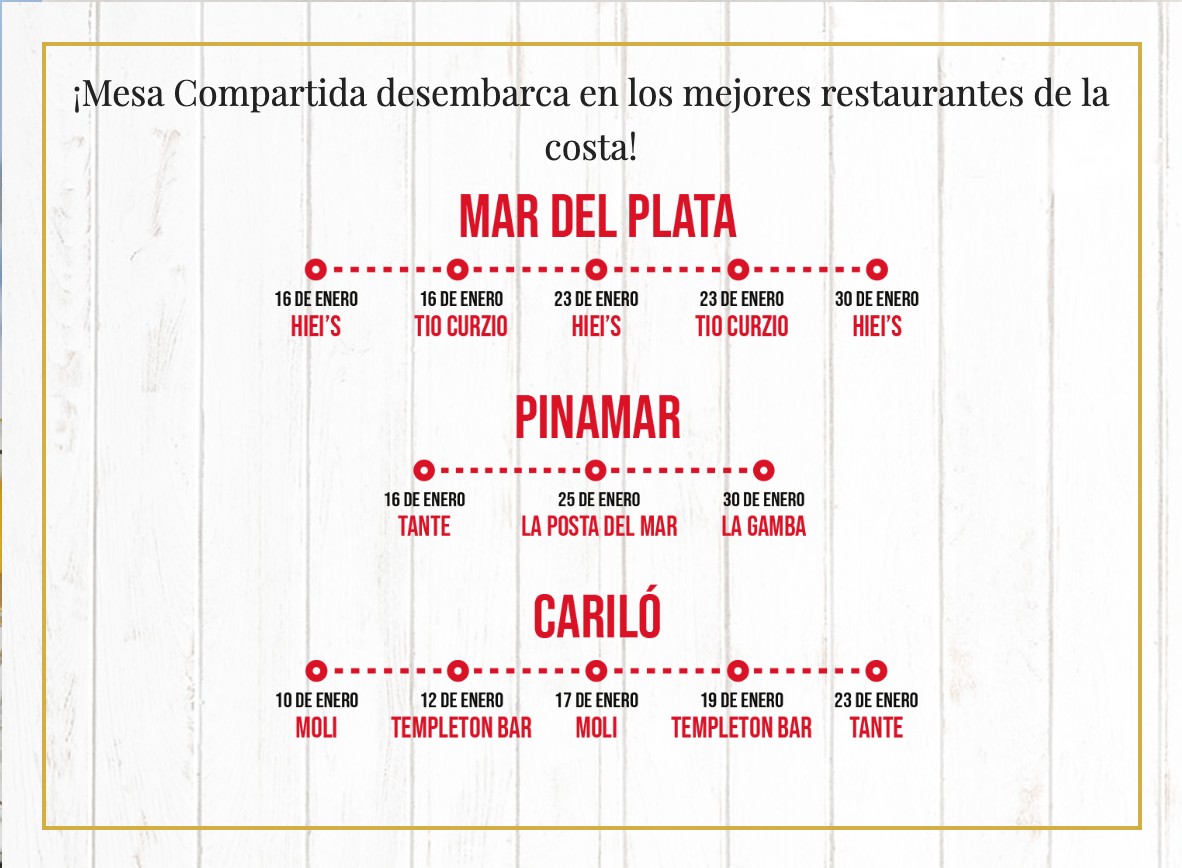 ¡Mesa Compartida desembarca en los mejores restaurantes de la
costa!
MAR DEL PLATA
16 DE ENERO 16 DE ENERO 23 DE ENERO 23 DE ENERO 30 DE ENERO
HIEI'S TIO CURZIO HIEI'S TIO CURZIO HIEI'S
PINAMAR
16 DE ENERO 25 DE ENERO 30 DE ENERO
TANTE LA POSTA DEL MAR LA GAMBA
CARILÓ
10 DE ENERO 12 DE ENERO 17 DE ENERO 19 DE ENERO 23 DE ENERO
MOLI TEMPLETON BAR MOLI TEMPLETON BAR TANTE